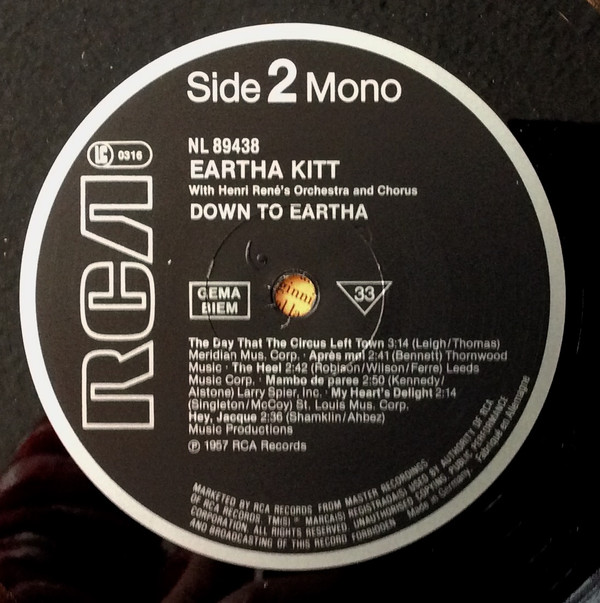 Side 2 Mono
NL 89438
LC 0316
EARTHA KITT
With Henri René's Orchestra and Chorus
DOWN TO EARTHA
RCA
GEMA
BIEM
33
The Day That The Circus Left Town 3:14 (Leigh/Thomas)
Meridian Mus. Corp. · Après moi 2:41 (Bennett) Thornwood
Music · The Heel 2:42 (Robison/Wilson/Ferre) Leeds
Music Corp. · Mambo de paree 2:50 (Kennedy/
Alstone) Larry Spier, Inc. · My Heart's Delight 2:14
(Singleton/McCoy) St. Louis Mus. Corp.
Hey, Jacque 2:36 (Shamklin/Ahbez)
Music Productions
℗ 1957 RCA Records
MARKETED BY RCA RECORDS FROM MASTER RECORDINGS
OF RCA RECORDS. TM(S) ® MARCA(S) REGISTRADA(S) USED BY AUTHORITY OF RCA
CORPORATION. ALL RIGHTS RESERVED. UNAUTHORISED COPYING PUBLIC PERFORMANCE
AND BROADCASTING OF THIS RECORD FORBIDDEN Made in Germany. Fabriqué en Allemagne